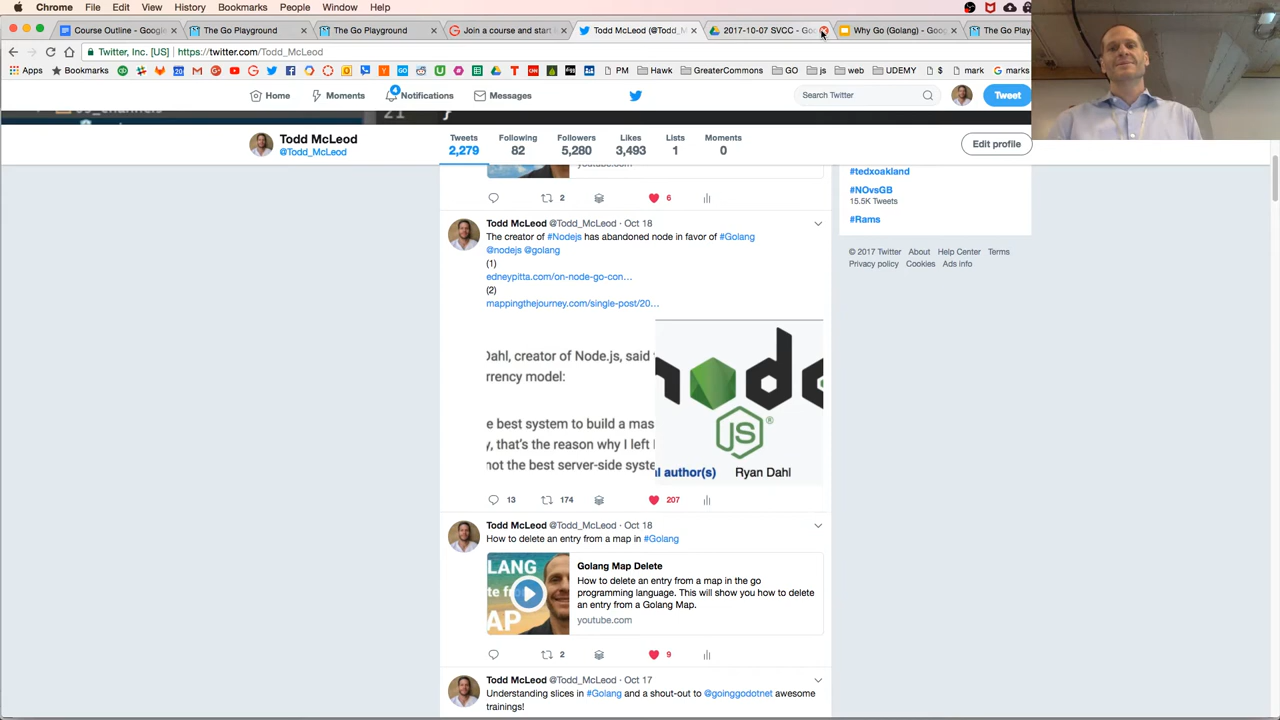 Chrome File Edit View History Bookmarks People Window Help
Course Outline - Google Docs
The Go Playground
The Go Playground
Join a course and start
Todd McLeod (@Todd_M
2017-10-07 SVCC - Goo
Why Go (Golang) - Goog
The Go Play
Twitter, Inc. [US] https://twitter.com/Todd_McLeod
Apps Bookmarks PM Hawk GreaterCommons GO js web UDEMY $ mark marks
Home Moments 4 Notifications Messages Search Twitter Tweet
21 }
Todd McLeod
@Todd_McLeod
Tweets Following Followers Likes Lists Moments
2,279 82 5,280 3,493 1 0
Edit profile
youtube.com
2 6
#tedxoakland
#NOvsGB
15.5K Tweets
#Rams
© 2017 Twitter About Help Center Terms
Privacy policy Cookies Ads info
Todd McLeod @Todd_McLeod · Oct 18
The creator of #Nodejs has abandoned node in favor of #Golang
@nodejs @golang
(1)
edneypitta.com/on-node-go-con…
(2)
mappingthejourney.com/single-post/20…
Dahl, creator of Node.js, said
rrency model:
e best system to build a mas
y, that's the reason why I left
not the best server-side syste
node
JS®
al author(s) Ryan Dahl
13 174 207
Todd McLeod @Todd_McLeod · Oct 18
How to delete an entry from a map in #Golang
Golang Map Delete
How to delete an entry from a map in the go
programming language. This will show you how to delete
an entry from a Golang Map.
youtube.com
2 9
Todd McLeod @Todd_McLeod · Oct 17
Understanding slices in #Golang and a shout-out to @goinggodotnet awesome
trainings!